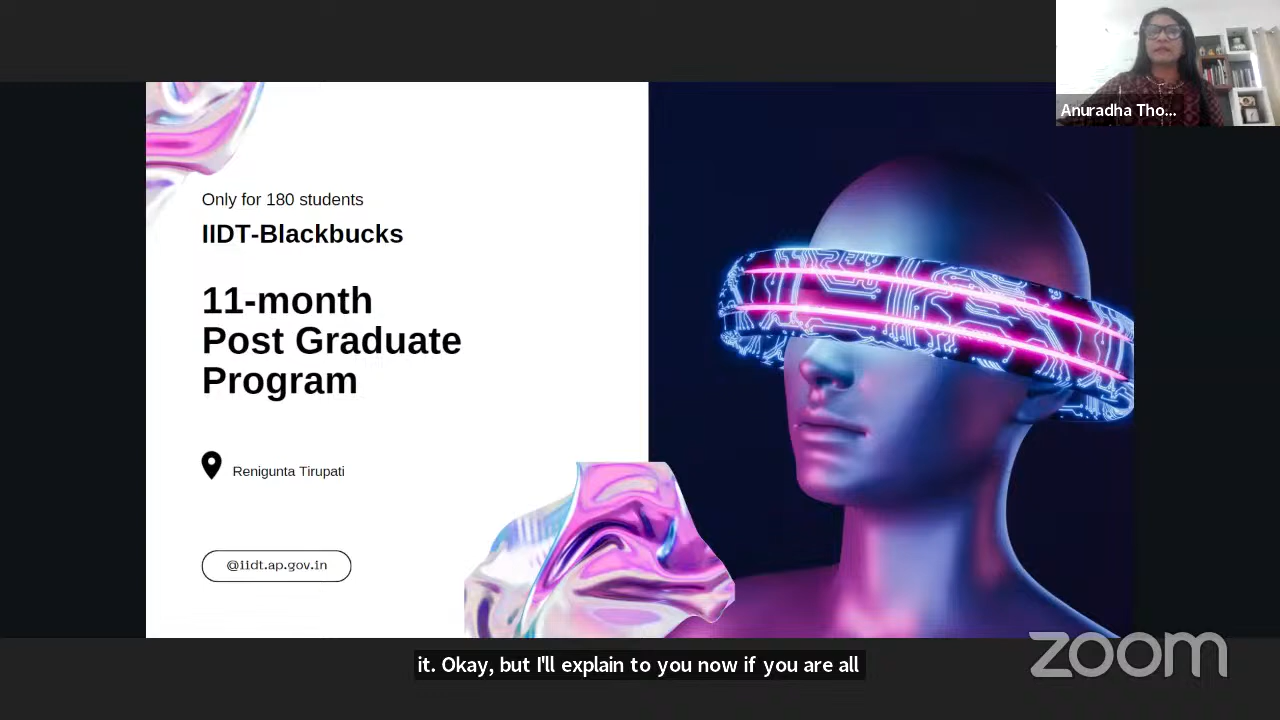 Anuradha Tho...
Only for 180 students
IIDT-Blackbucks
11-month
Post Graduate
Program
Renigunta Tirupati
@iidt.ap.gov.in
it. Okay, but I'll explain to you now if you are all
zoom